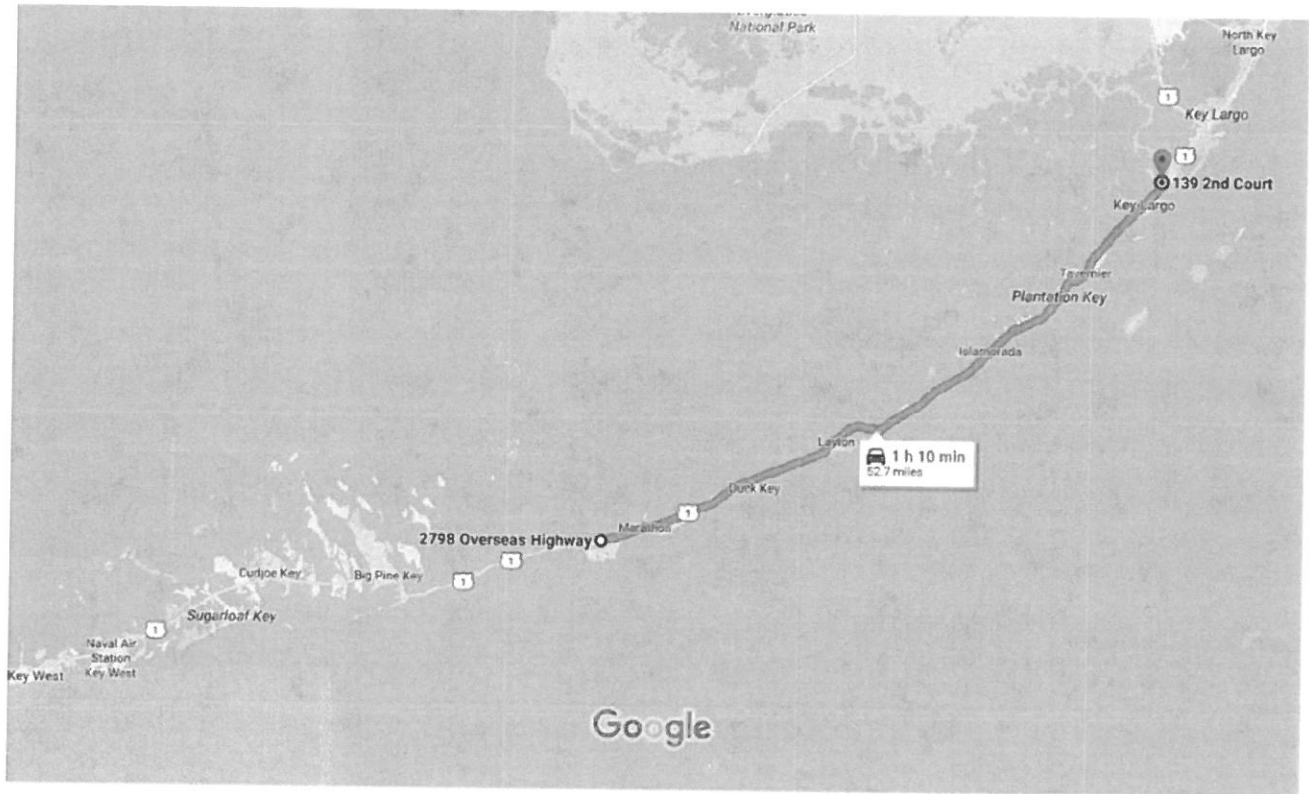 National Park
North Key
Largo
1
Key Largo
1
139 2nd Court
Key Largo
Tavernier
Plantation Key
Islamorada
Layton
1 h 10 min
52.7 miles
Duck Key
1
Marathon
2798 Overseas Highway
1
Cudjoe Key
Big Pine Key
1
Sugarloaf Key
1
Naval Air
Station
Key West
Key West
Google